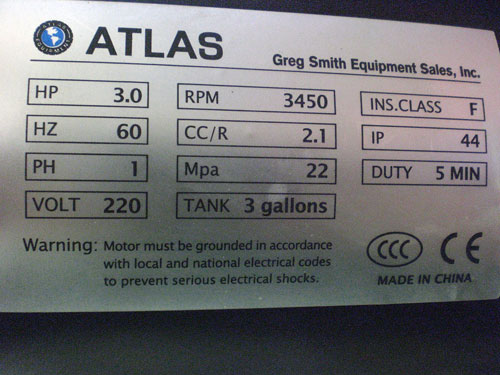 ATLAS EQUIPMENT
ATLAS
Greg Smith Equipment Sales, Inc.
HP 3.0
RPM 3450
INS.CLASS F
HZ 60
CC/R 2.1
IP 44
PH 1
Mpa 22
DUTY 5 MIN
VOLT 220
TANK 3 gallons
Warning: Motor must be grounded in accordance
with local and national electrical codes
to prevent serious electrical shocks.
CCC CE
MADE IN CHINA